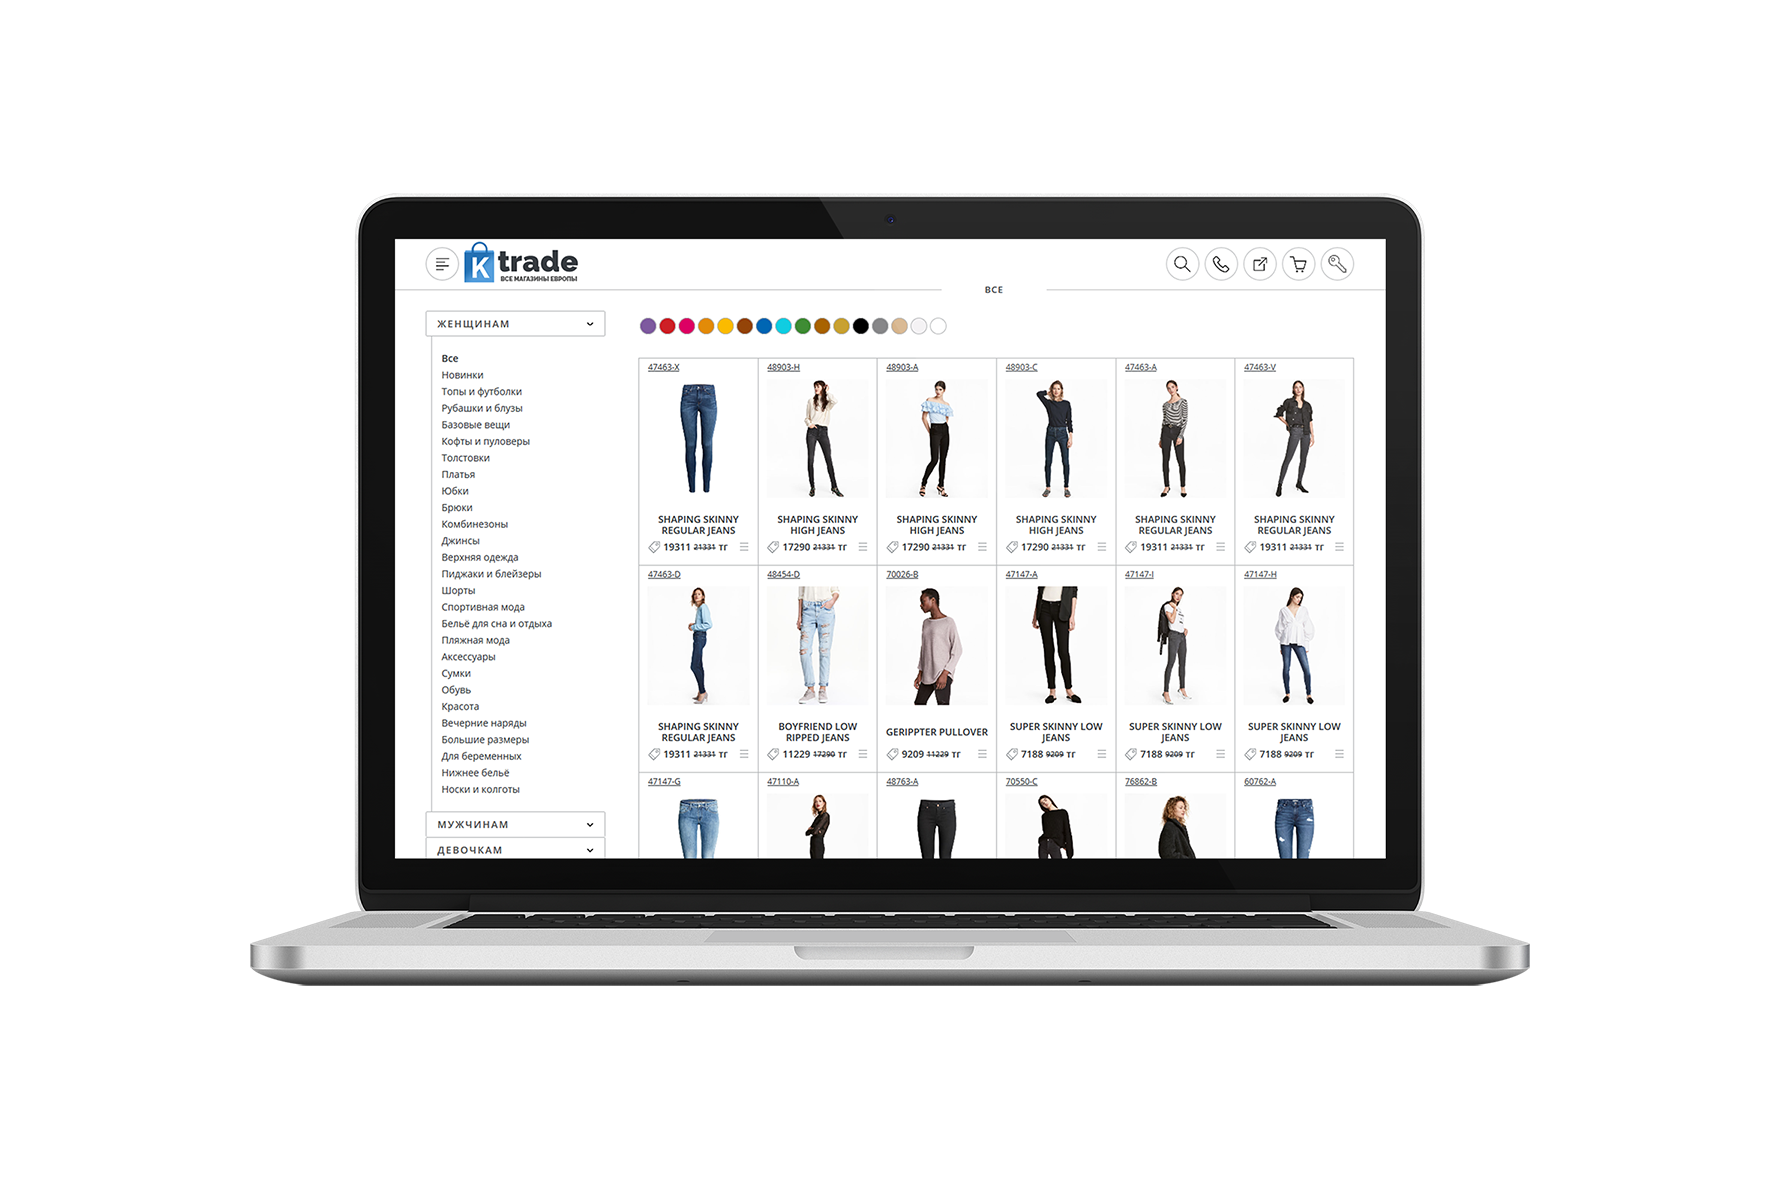 K trade
ВСЕ МАГАЗИНЫ ЕВРОПЫ
ВСЕ
ЖЕНЩИНАМ
Все
Новинки
Топы и футболки
Рубашки и блузы
Базовые вещи
Кофты и пуловеры
Толстовки
Платья
Юбки
Брюки
Комбинезоны
Джинсы
Верхняя одежда
Пиджаки и блейзеры
Шорты
Спортивная мода
Бельё для сна и отдыха
Пляжная мода
Аксессуары
Сумки
Обувь
Красота
Вечерние наряды
Большие размеры
Для беременных
Нижнее бельё
Носки и колготы
МУЖЧИНАМ
ДЕВОЧКАМ
47463-X
SHAPING SKINNY
REGULAR JEANS
19311 21331 тг
48903-H
SHAPING SKINNY
HIGH JEANS
17290 21331 тг
48903-A
SHAPING SKINNY
HIGH JEANS
17290 21331 тг
48903-C
SHAPING SKINNY
HIGH JEANS
17290 21331 тг
47463-A
SHAPING SKINNY
REGULAR JEANS
19311 21331 тг
47463-V
SHAPING SKINNY
REGULAR JEANS
19311 21331 тг
47463-D
SHAPING SKINNY
REGULAR JEANS
19311 21331 тг
48454-D
BOYFRIEND LOW
RIPPED JEANS
11229 17290 тг
70026-B
GERIPPTER PULLOVER
9209 11229 тг
47147-A
SUPER SKINNY LOW
JEANS
7188 9209 тг
47147-I
SUPER SKINNY LOW
JEANS
7188 9209 тг
47147-H
SUPER SKINNY LOW
JEANS
7188 9209 тг
47147-G
47110-A
48763-A
70550-C
76862-B
60762-A